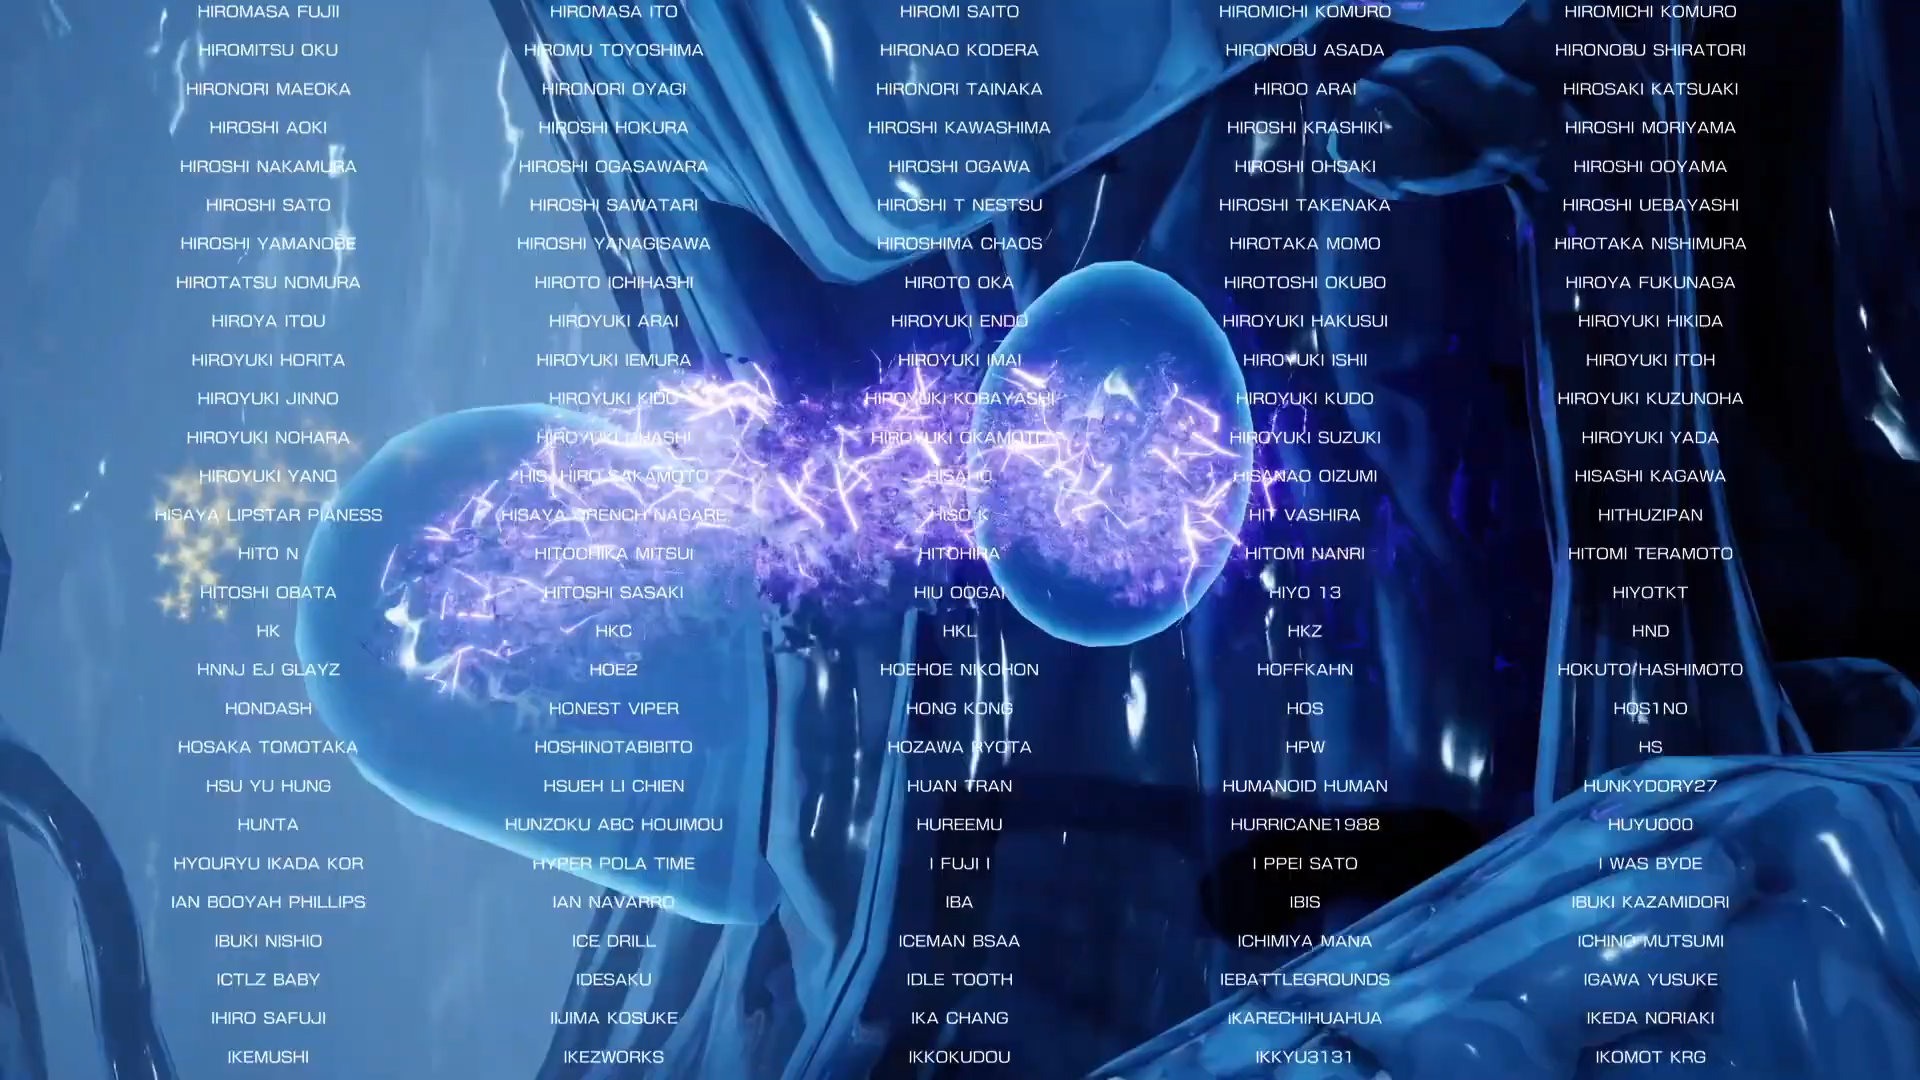 HIROMASA FUJII HIROMASA ITO HIROMI SAITO HIROMICHI KOMURO HIROMICHI KOMURO
HIROMITSU OKU HIROMU TOYOSHIMA HIRONAO KODERA HIRONOBU ASADA HIRONOBU SHIRATORI
HIRONORI MAEOKA HIRONORI OYAGI HIRONORI TAINAKA HIROO ARAI HIROSAKI KATSUAKI
HIROSHI AOKI HIROSHI HOKURA HIROSHI KAWASHIMA HIROSHI KRASHIKI HIROSHI MORIYAMA
HIROSHI NAKAMURA HIROSHI OGASAWARA HIROSHI OGAWA HIROSHI OHSAKI HIROSHI OOYAMA
HIROSHI SATO HIROSHI SAWATARI HIROSHI T NESTSU HIROSHI TAKENAKA HIROSHI UEBAYASHI
HIROSHI YAMANOBE HIROSHI YANAGISAWA HIROSHIMA CHAOS HIROTAKA MOMO HIROTAKA NISHIMURA
HIROTATSU NOMURA HIROTO ICHIHASHI HIROTO OKA HIROTOSHI OKUBO HIROYA FUKUNAGA
HIROYA ITOU HIROYUKI ARAI HIROYUKI ENDO HIROYUKI HAKUSUI HIROYUKI HIKIDA
HIROYUKI HORITA HIROYUKI IEMURA HIROYUKI IMAI HIROYUKI ISHII HIROYUKI ITOH
HIROYUKI JINNO HIROYUKI KIDO HIROYUKI KOBAYASHI HIROYUKI KUDO HIROYUKI KUZUNOHA
HIROYUKI NOHARA HIROYUKI HIROYUKI OKAMOTO HIROYUKI SUZUKI HIROYUKI YADA
HIROYUKI YANO SAKAMOTO HISANAO OIZUMI HISASHI KAGAWA
HISAYA LIPSTAR PIANESS HISAYA NAGARE HISO K HIT VASHIRA HITHUZIPAN
HITO N HITOCHIKA MITSUI HITOHIRA HITOMI NANRI HITOMI TERAMOTO
HITOSHI OBATA HITOSHI SASAKI HIU OOGAI HIYO 13 HIYOTKT
HK HKC HKL HKZ HND
HNNJ EJ GLAYZ HOE2 HOEHOE NIKOHON HOFFKAHN HOKUTO HASHIMOTO
HONDASH HONEST VIPER HONG KONG HOS HOS1NO
HOSAKA TOMOTAKA HOSHINOTABIBITO HOZAWA RYOTA HPW HS
HSU YU HUNG HSUEH LI CHIEN HUAN TRAN HUMANOID HUMAN HUNKYDORY27
HUNTA HUNZOKU ABC HOUIMOU HUREEMU HURRICANE1988 HUYU000
HYOURYU IKADA KOR HYPER POLA TIME I FUJI I I PPEI SATO I WAS BYDE
IAN BOOYAH PHILLIPS IAN NAVARRO IBA IBIS IBUKI KAZAMIDORI
IBUKI NISHIO ICE DRILL ICEMAN BSAA ICHIMIYA MANA ICHINO MUTSUMI
ICTLZ BABY IDESAKU IDLE TOOTH IEBATTLEGROUNDS IGAWA YUSUKE
IHIRO SAFUJI IIJIMA KOSUKE IKA CHANG IKARECHIHUAHUA IKEDA NORIAKI
IKEMUSHI IKEZWORKS IKKOKUDOU IKKYU3131 IKOMOT KRG